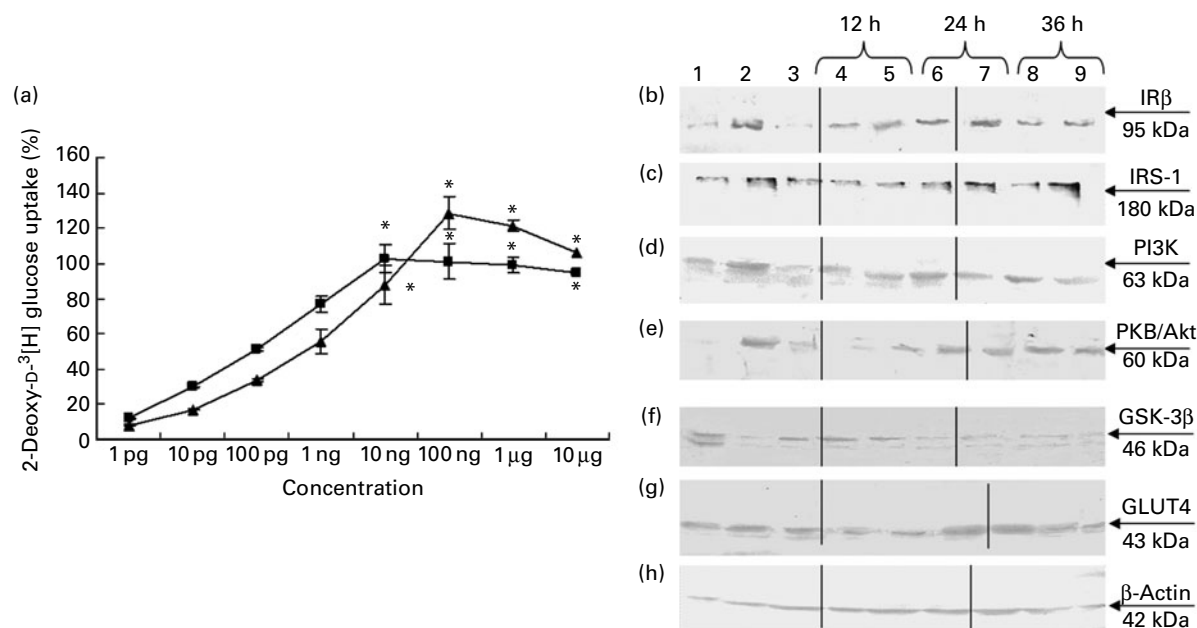 (a)
2-Deoxy-D-³[H] glucose uptake (%)
160
140
120
100
80
60
40
20
0
* * * *
* * * *
1 pg 10 pg 100 pg 1 ng 10 ng 100 ng 1 µg 10 µg
Concentration
12 h 24 h 36 h
1 2 3 4 5 6 7 8 9
(b)
IRβ
95 kDa
(c)
IRS-1
180 kDa
(d)
PI3K
63 kDa
(e)
PKB/Akt
60 kDa
(f)
GSK-3β
46 kDa
(g)
GLUT4
43 kDa
(h)
β-Actin
42 kDa